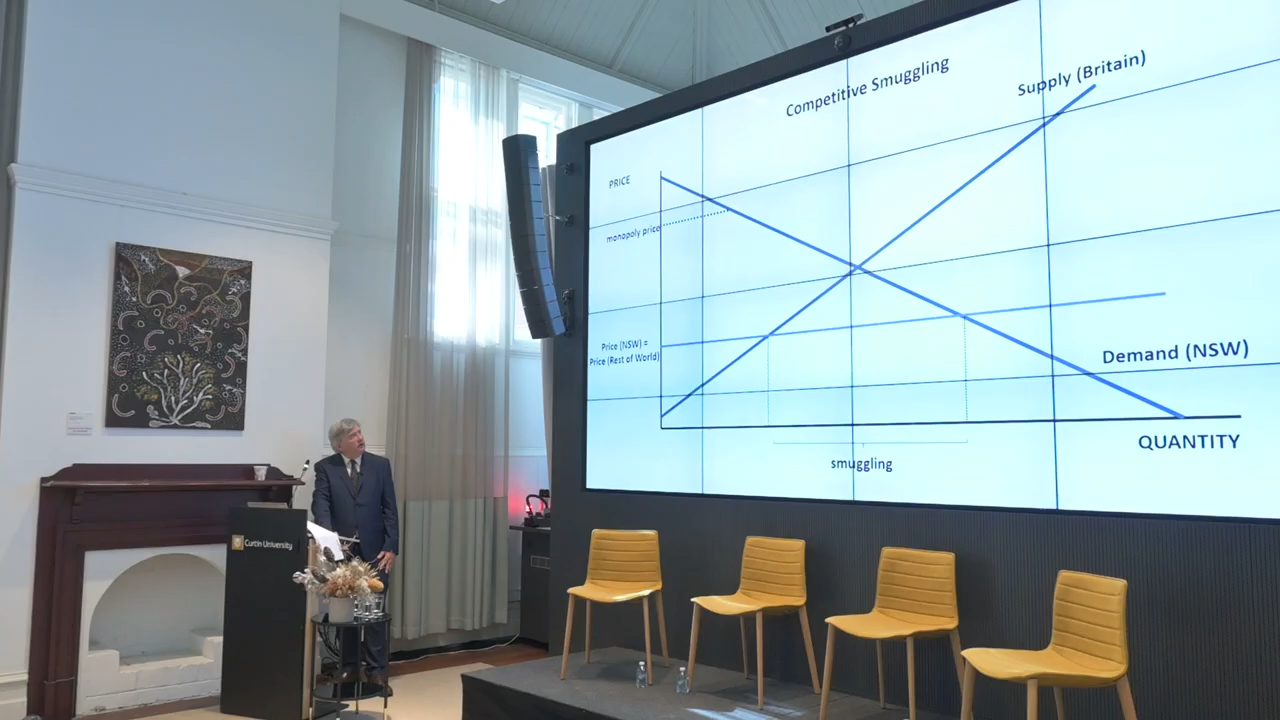 Competitive Smuggling
Supply (Britain)
PRICE
monopoly price
Price (NSW) =
Price (Rest of World)
Demand (NSW)
QUANTITY
smuggling
Curtin University